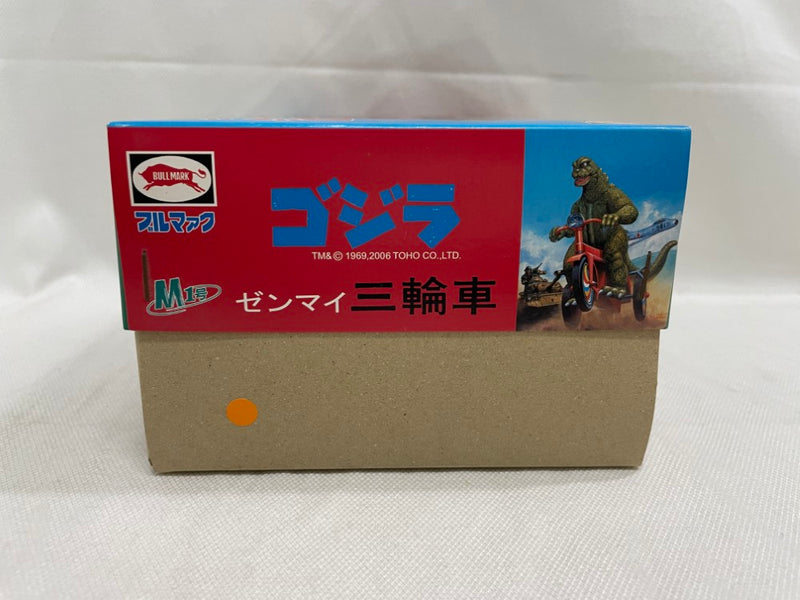 BULLMARK
ブルマァク
ゴジラ
TM&© 1969,2006 TOHO CO.,LTD.
M1号
ゼンマイ 三輪車